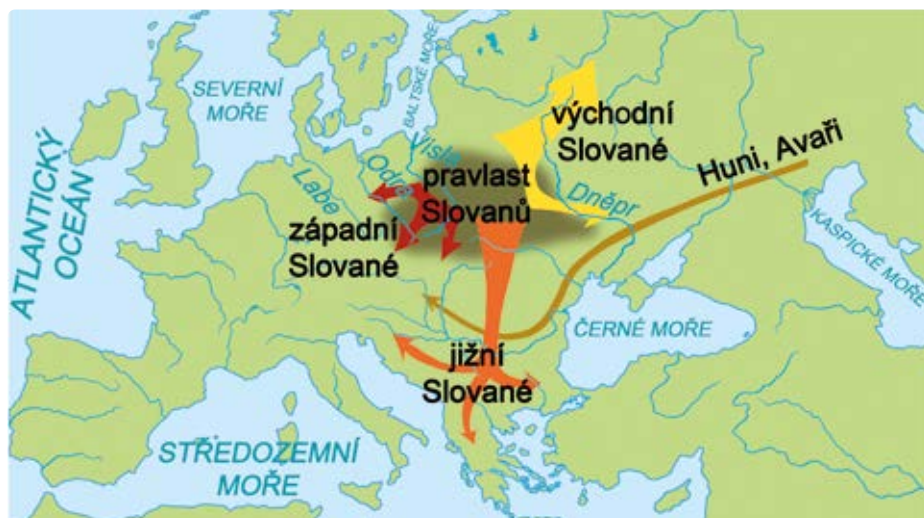 SEVERNÍ
MOŘE
BALTSKÉ MOŘE
ATLANTICKÝ
OCEÁN
východní
Slované
Huni, Avaři
Visla
Odra
Labe
pravlast
Slovanů
Dněpr
západní
Slované
KASPICKÉ MOŘE
ČERNÉ MOŘE
jižní
Slované
STŘEDOZEMNÍ
MOŘE